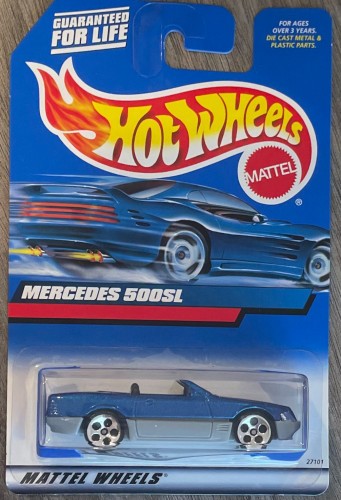 GUARANTEED
FOR LIFE
FOR AGES
OVER 3 YEARS.
DIE CAST METAL &
PLASTIC PARTS.
HOT WHEELS
MATTEL
®
MERCEDES 500SL
27101
MATTEL WHEELS®